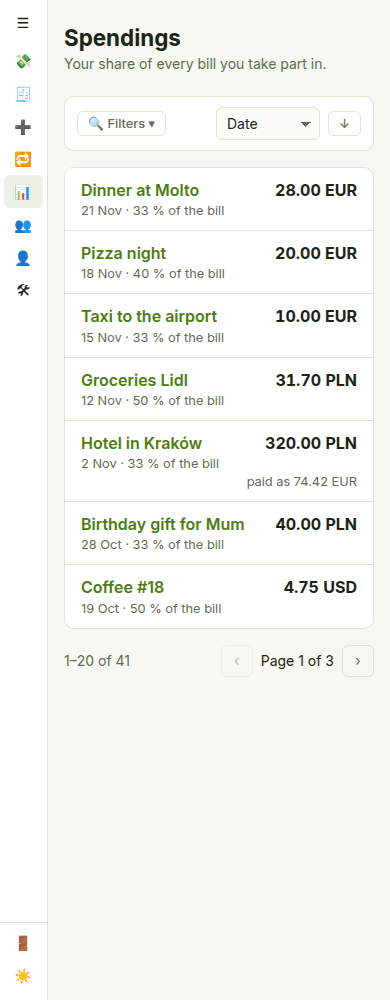 Spendings
Your share of every bill you take part in.
🔍 Filters ▾
Date
↓
Dinner at Molto 28.00 EUR
21 Nov · 33 % of the bill
Pizza night 20.00 EUR
18 Nov · 40 % of the bill
Taxi to the airport 10.00 EUR
15 Nov · 33 % of the bill
Groceries Lidl 31.70 PLN
12 Nov · 50 % of the bill
Hotel in Kraków 320.00 PLN
2 Nov · 33 % of the bill
paid as 74.42 EUR
Birthday gift for Mum 40.00 PLN
28 Oct · 33 % of the bill
Coffee #18 4.75 USD
19 Oct · 50 % of the bill
1–20 of 41 ‹ Page 1 of 3 ›